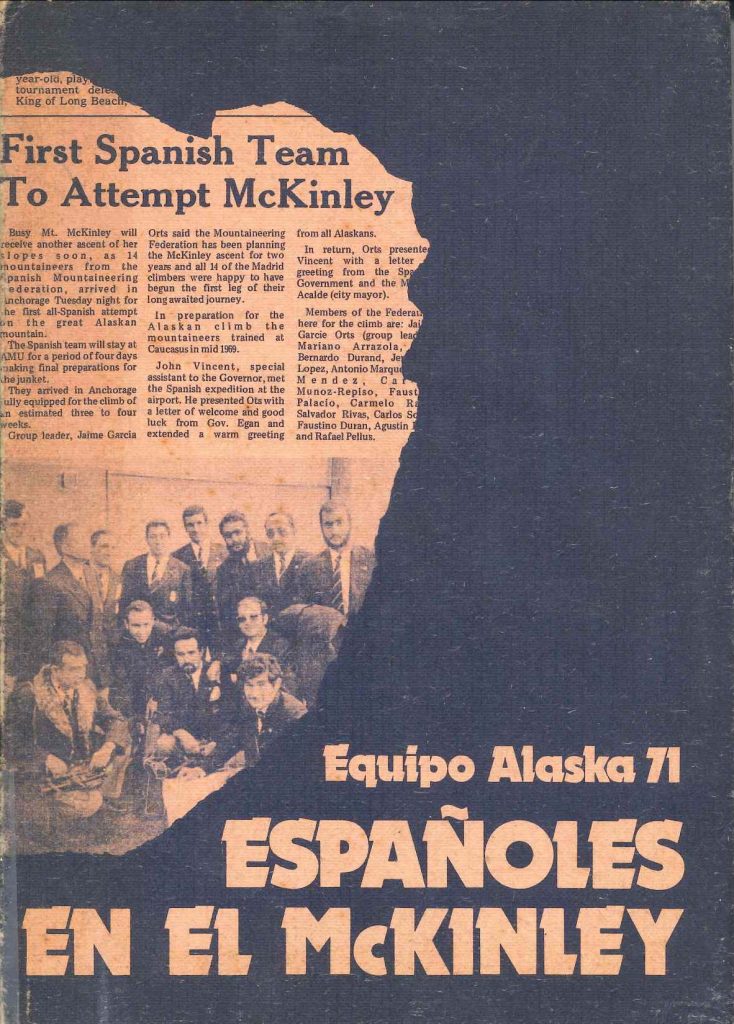 year-old, play
tournament defe
King of Long Beach,
First Spanish Team
To Attempt McKinley
Busy Mt. McKinley will
receive another ascent of her
slopes soon, as 14
mountaineers from the
Spanish Mountaineering
Federation, arrived in
Anchorage Tuesday night for
the first all-Spanish attempt
on the great Alaskan
mountain.
The Spanish team will stay at
AMU for a period of four days
making final preparations for
the junket.
They arrived in Anchorage
fully equipped for the climb of
an estimated three to four
weeks.
Group leader, Jaime Garcia
Orts said the Mountaineering
Federation has been planning
the McKinley ascent for two
years and all 14 of the Madrid
climbers were happy to have
begun the first leg of their
long awaited journey.
In preparation for the
Alaskan climb the
mountaineers trained at
Caucasus in mid 1969.
John Vincent, special
assistant to the Governor, met
the Spanish expedition at the
airport. He presented Ots with
a letter of welcome and good
luck from Gov. Egan and
extended a warm greeting
from all Alaskans.
In return, Orts presente
Vincent with a letter
greeting from the Spa
Government and the M
Acalde (city mayor).
Members of the Federat
here for the climb are: Jai
Garcie Orts (group lead
Mariano Arrazola,
Bernardo Durand, Je
Lopez, Antonio Marque
Mendez, Car
Munoz-Repiso, Faust
Palacio, Carmelo Ra
Salvador Rivas, Carlos So
Faustino Duran, Agustin
and Rafael Pellus.
Equipo Alaska 71
ESPAÑOLES
EN EL McKINLEY